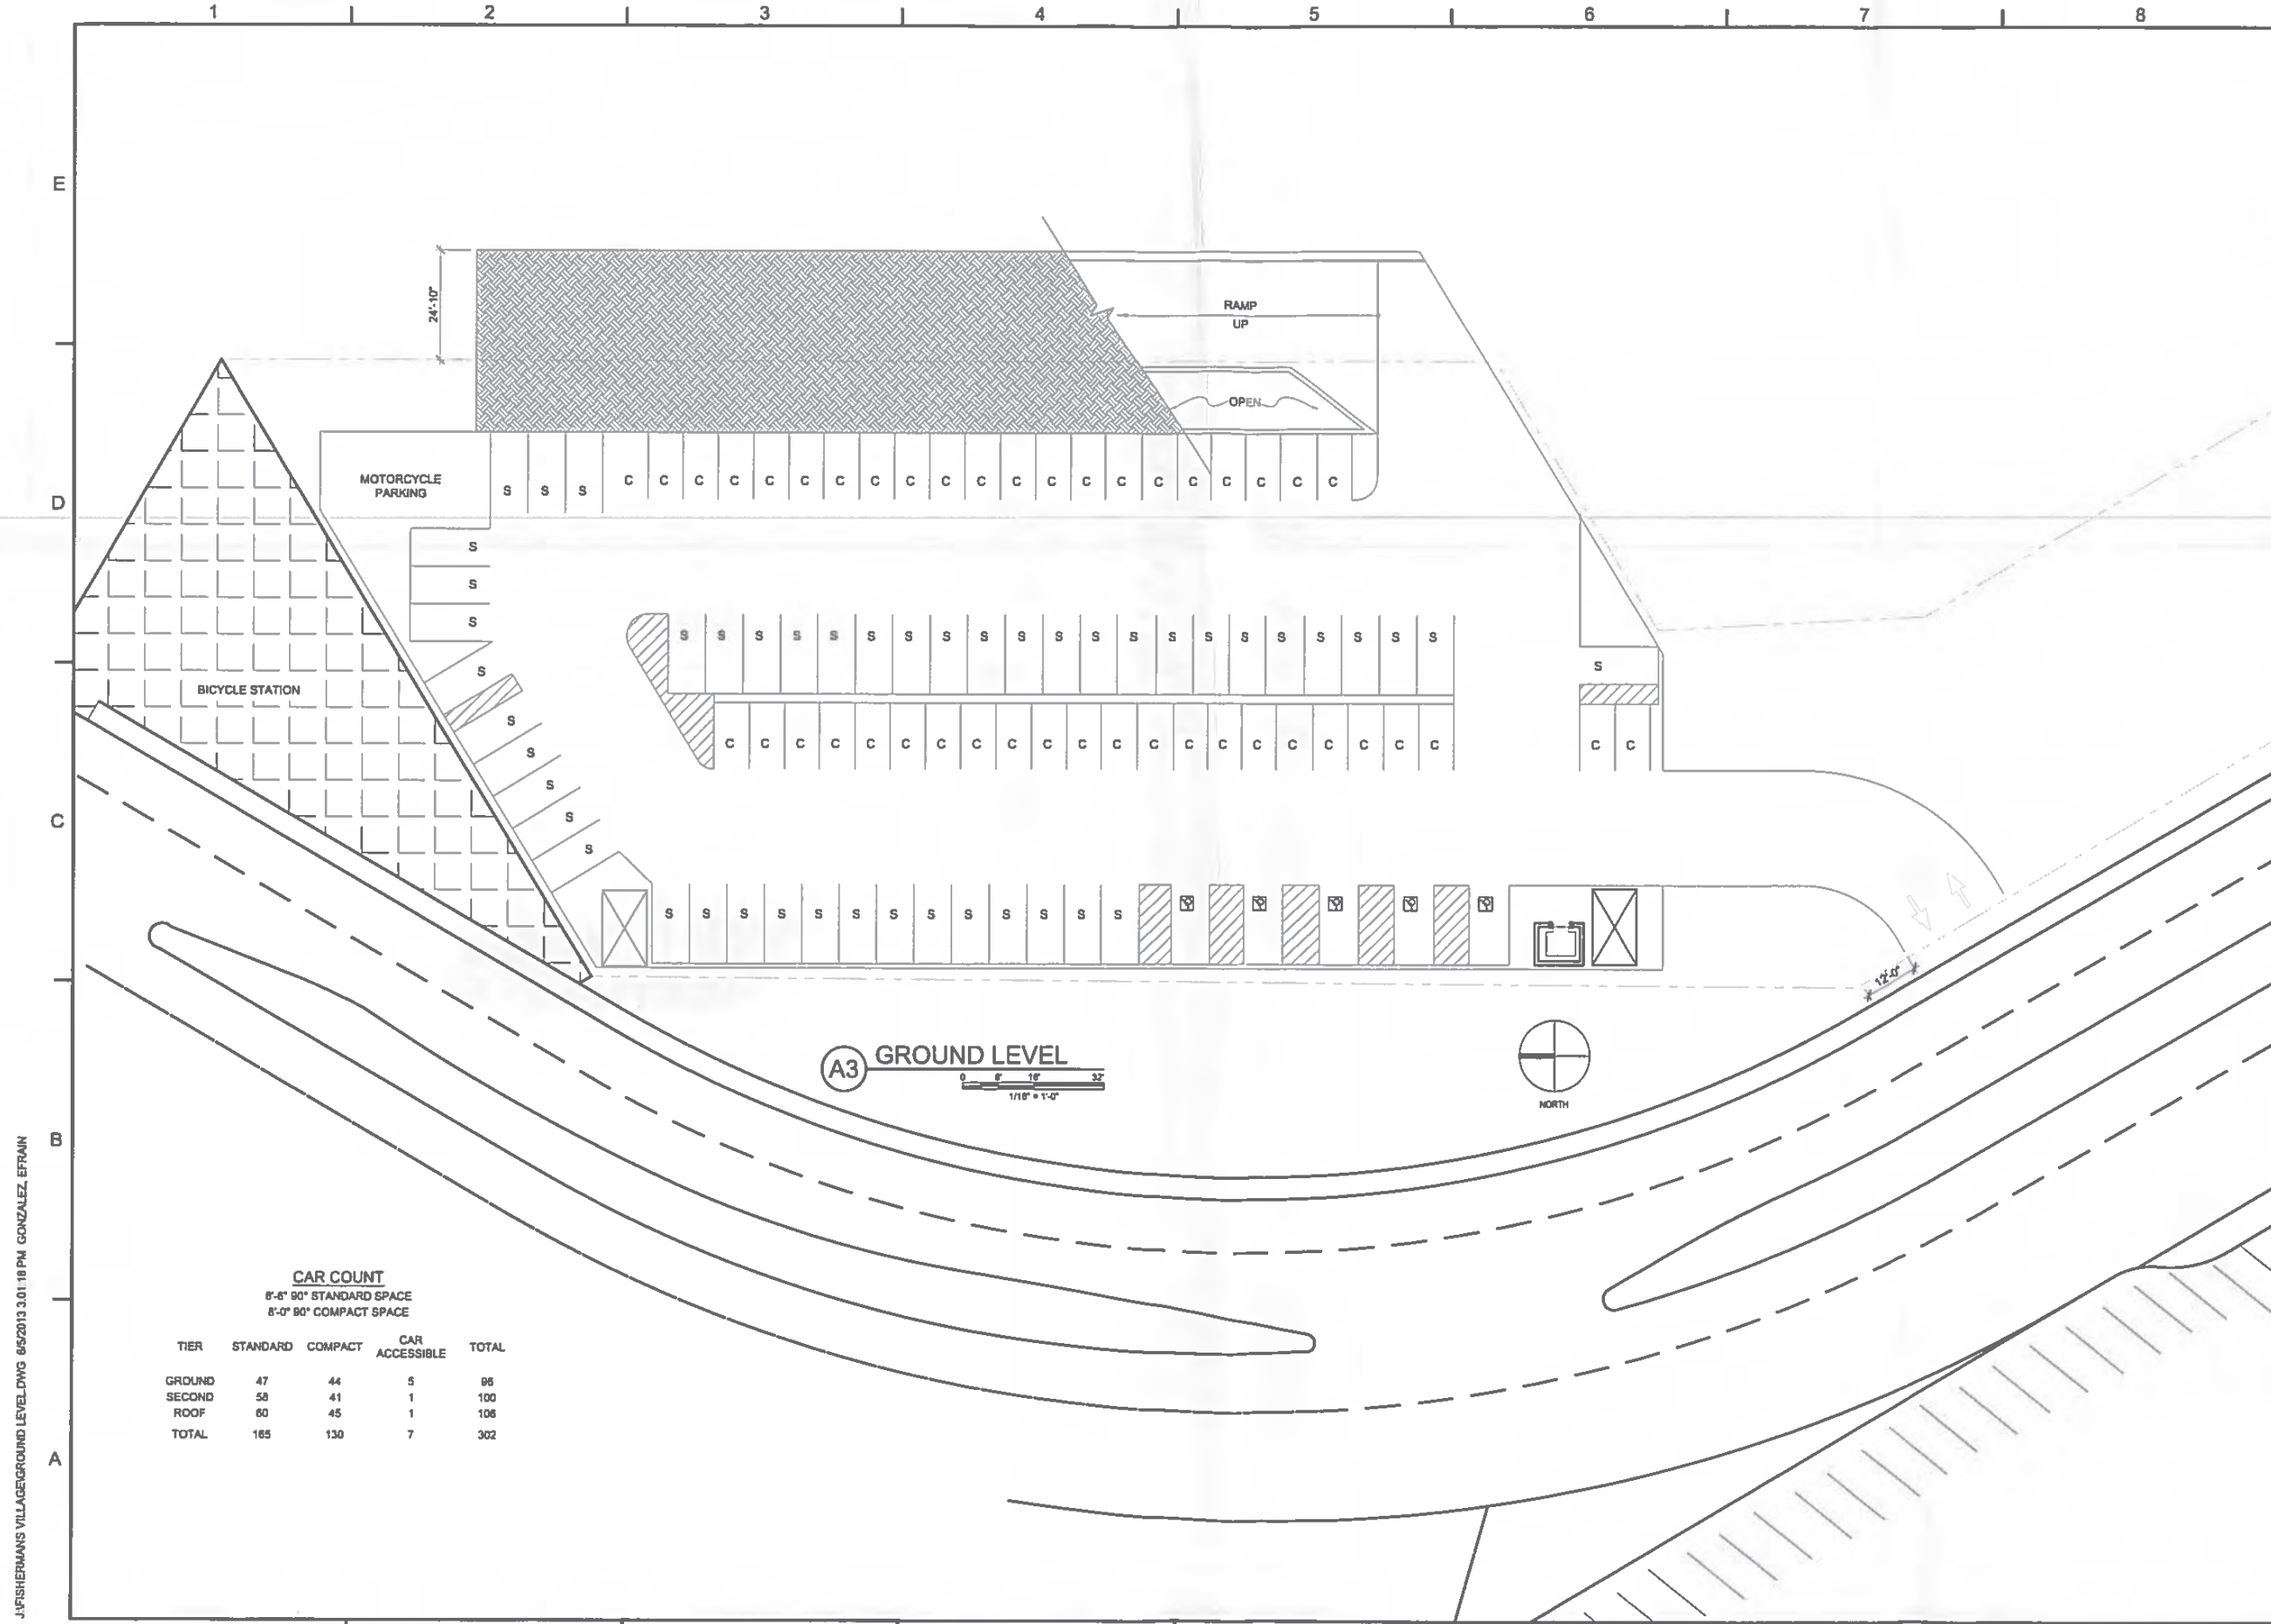 1 2 3 4 5 6 7 8
E
24'-10"
RAMP
UP
OPEN
MOTORCYCLE
PARKING
D
S S S C C C C C C C C C C C C C C C C C C C C C
S
S
S
S S S S S S S S S S S S S S S S S S S S S
S
S
BICYCLE STATION
S
C C C C C C C C C C C C C C C C C C C C C
C C
S
S
S
C
S
S S S S S S S S S S S S S
12'-0"
A3 GROUND LEVEL
0 8' 16' 32'
1/16" = 1'-0"
NORTH
B
CAR COUNT
8'-6" 90° STANDARD SPACE
8'-0" 90° COMPACT SPACE
TIER STANDARD COMPACT CAR ACCESSIBLE TOTAL
GROUND 47 44 5 96
SECOND 58 41 1 100
ROOF 60 45 1 106
TOTAL 165 130 7 302
A
J:\FISHERMANS VILLAGE\GROUND LEVEL.DWG 6/5/2013 3:01:18 PM GONZALEZ, EFRAIN